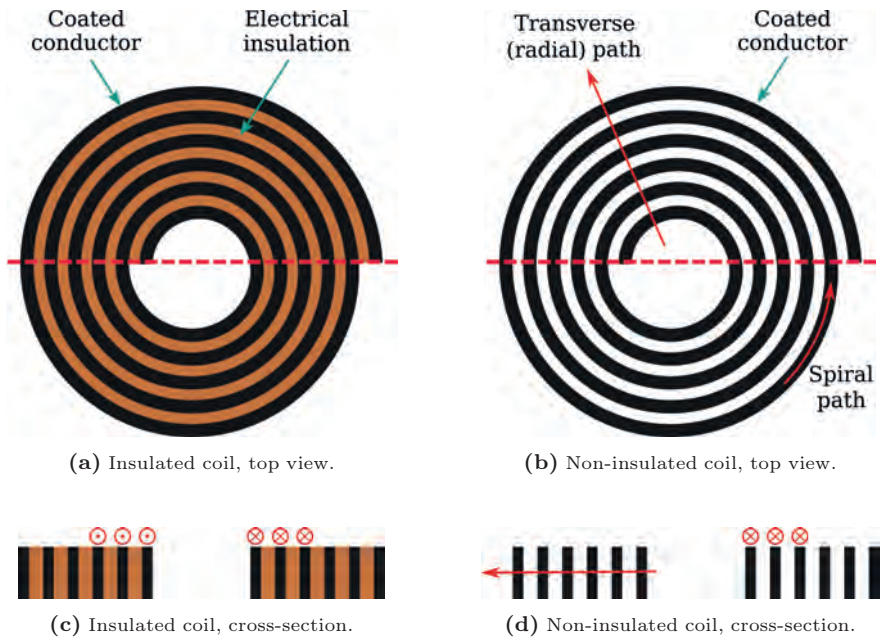 Coated
conductor
Electrical
insulation
Transverse
(radial) path
Coated
conductor
Spiral
path
(a) Insulated coil, top view.
(b) Non-insulated coil, top view.
(c) Insulated coil, cross-section.
(d) Non-insulated coil, cross-section.